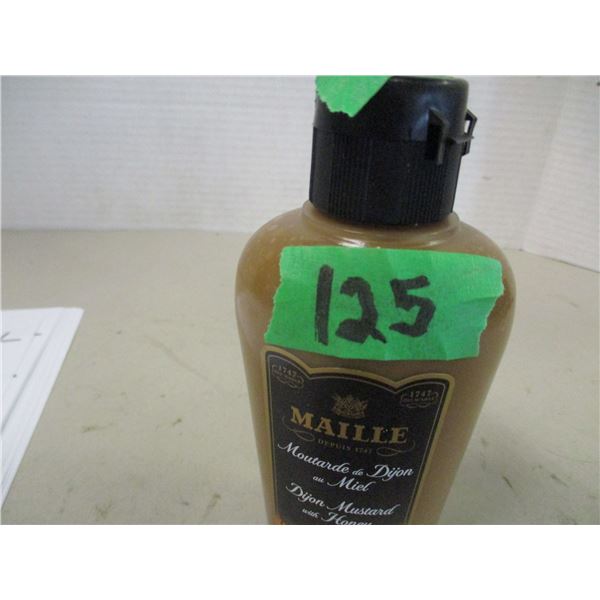 125
1747
1747
MAILLE
DEPUIS 1747
Moutarde de Dijon
au Miel
Dijon Mustard
with Honey